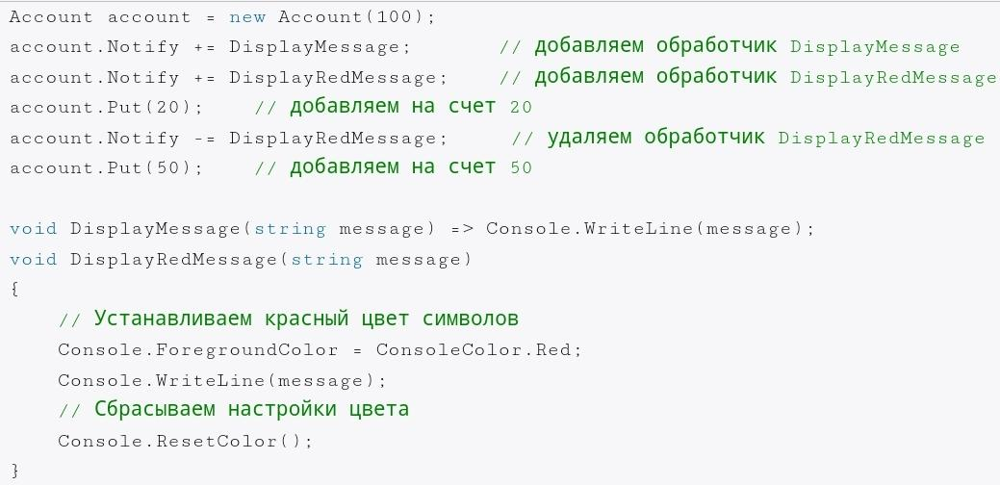 Account account = new Account(100);
account.Notify += DisplayMessage;       // добавляем обработчик DisplayMessage
account.Notify += DisplayRedMessage;    // добавляем обработчик DisplayRedMessage
account.Put(20);    // добавляем на счет 20
account.Notify -= DisplayRedMessage;     // удаляем обработчик DisplayRedMessage
account.Put(50);    // добавляем на счет 50

void DisplayMessage(string message) => Console.WriteLine(message);
void DisplayRedMessage(string message)
{
    // Устанавливаем красный цвет символов
    Console.ForegroundColor = ConsoleColor.Red;
    Console.WriteLine(message);
    // Сбрасываем настройки цвета
    Console.ResetColor();
}